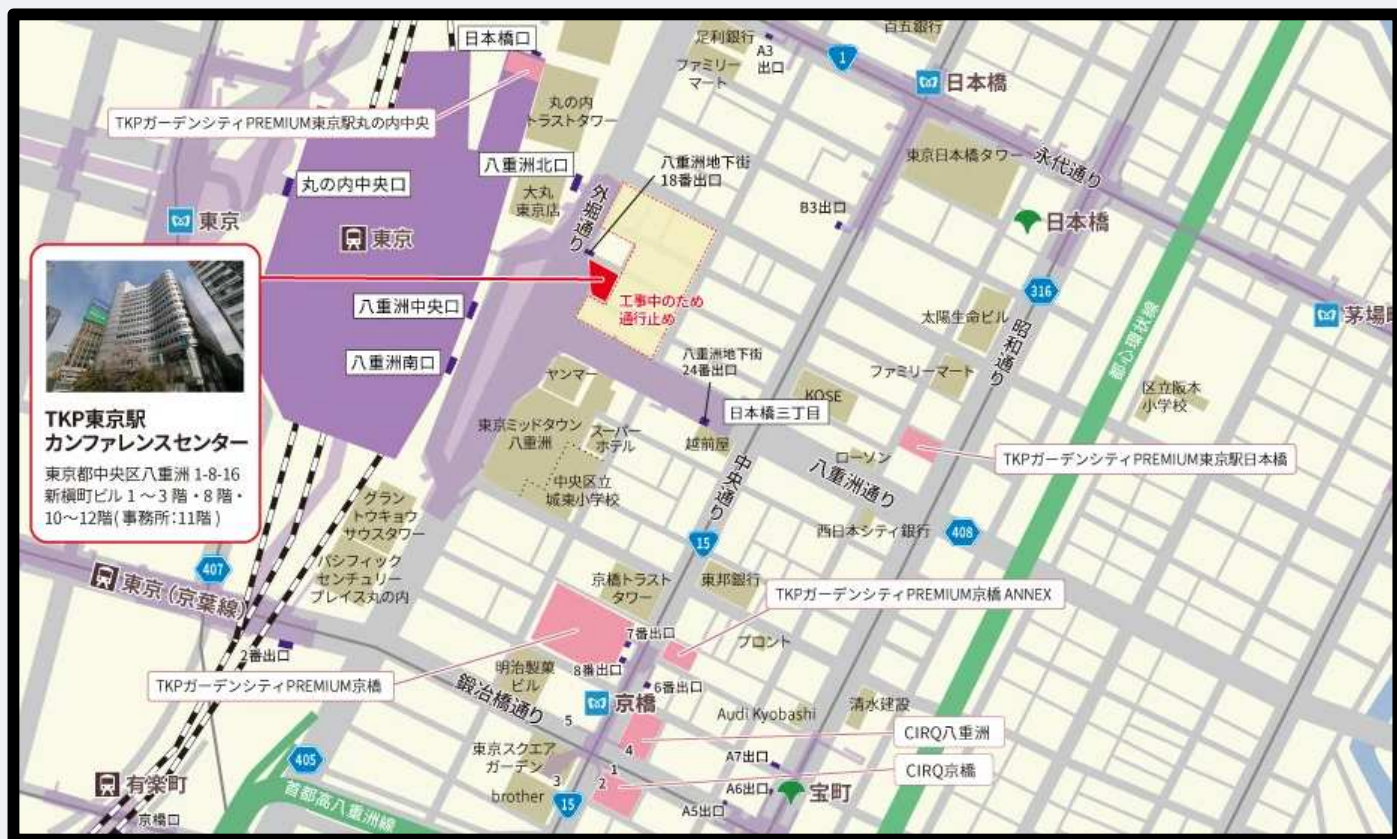 日本橋口
足利銀行
A3
出口
ファミリー
マート
百五銀行
1
日本橋
TKPガーデンシティPREMIUM東京駅丸の内中央
丸の内
トラストタワー
八重洲北口
八重洲地下街
18番出口
東京日本橋タワー
永代通り
丸の内中央口
大丸
東京店
外堀通り
B3出口
日本橋
東京
東京
316
茅場町
八重洲中央口
工事中のため
通行止め
太陽生命ビル
昭和通り
都心環状線
八重洲南口
八重洲地下街
24番出口
ヤンマー
ファミリーマート
区立阪本
小学校
KOSE
日本橋三丁目
TKP東京駅
カンファレンスセンター
東京都中央区八重洲 1-8-16
新槇町ビル 1 ~ 3 階・8 階・
10~12階( 事務所:11階 )
東京ミッドタウン
八重洲
スーパー
ホテル
越前屋
中央通り
ローソン
八重洲通り
TKPガーデンシティPREMIUM東京駅日本橋
中央区立
城東小学校
グラン
トウキョウ
サウスタワー
15
西日本シティ銀行
408
407
東京 (京葉線)
パシフィック
センチュリー
プレイス丸の内
京橋トラスト
タワー
東邦銀行
TKPガーデンシティPREMIUM京橋 ANNEX
2番出口
7番出口
ブロント
8番出口
明治製菓
ビル
6番出口
TKPガーデンシティPREMIUM京橋
鍛冶橋通り
京橋
5
Audi Kyobashi
清水建設
CIRQ八重洲
4
405
東京スクエア
ガーデン
A7出口
1
CIRQ京橋
有楽町
3
2
A6出口
宝町
brother
15
A5出口
首都高八重洲線
京橋口